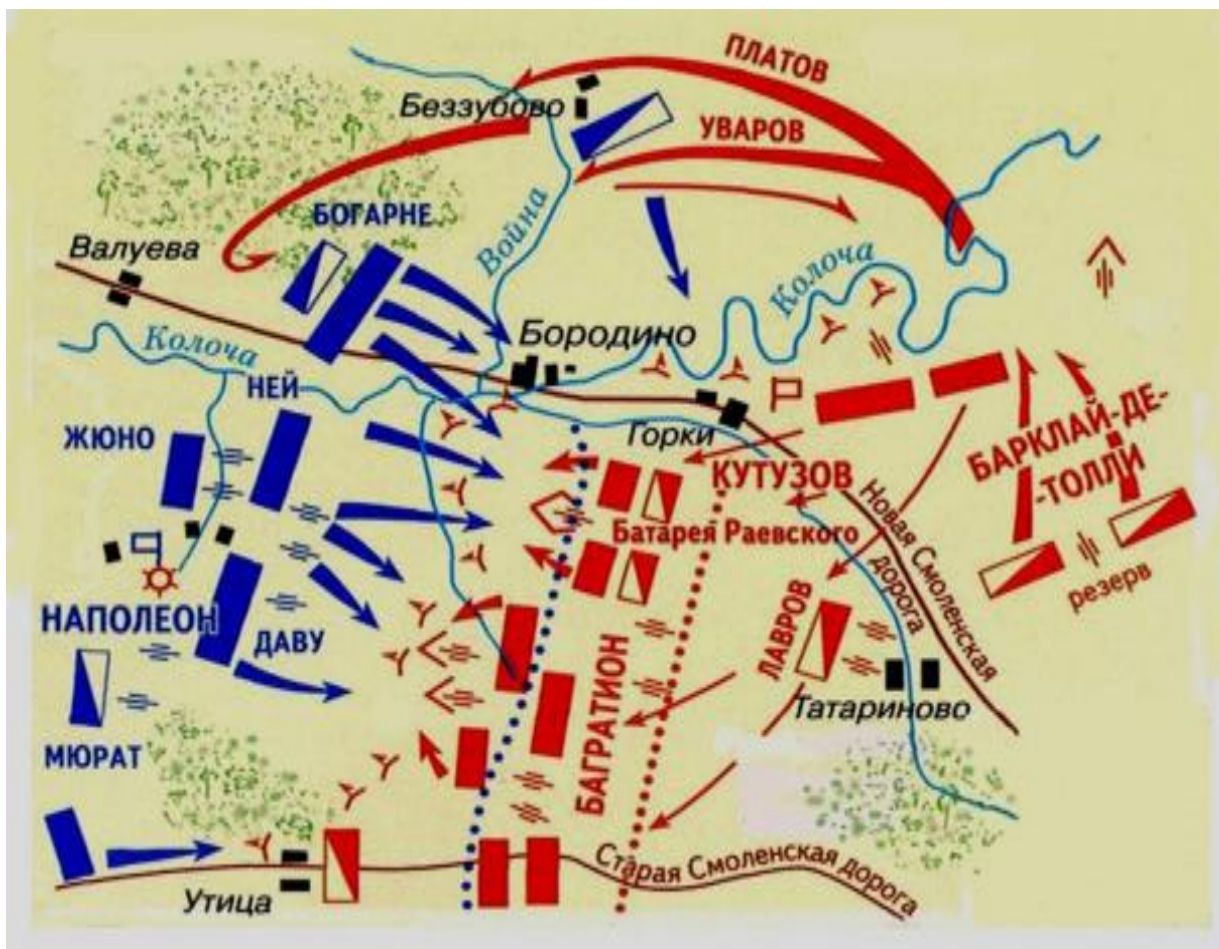 ПЛАТОВ
Беззубово
УВАРОВ
БОГАРНЕ
Война
Валуева
Колоча
Колоча
Бородино
НЕЙ
ЖЮНО
Горки
КУТУЗОВ
БАРКЛАЙ-ДЕ-
-ТОЛЛИ
Батарея Раевского
Новая Смоленская
дорога
резерв
НАПОЛЕОН
ДАВУ
ЛАВРОВ
БАГРАТИОН
Татариново
МЮРАТ
Старая Смоленская дорога
Утица